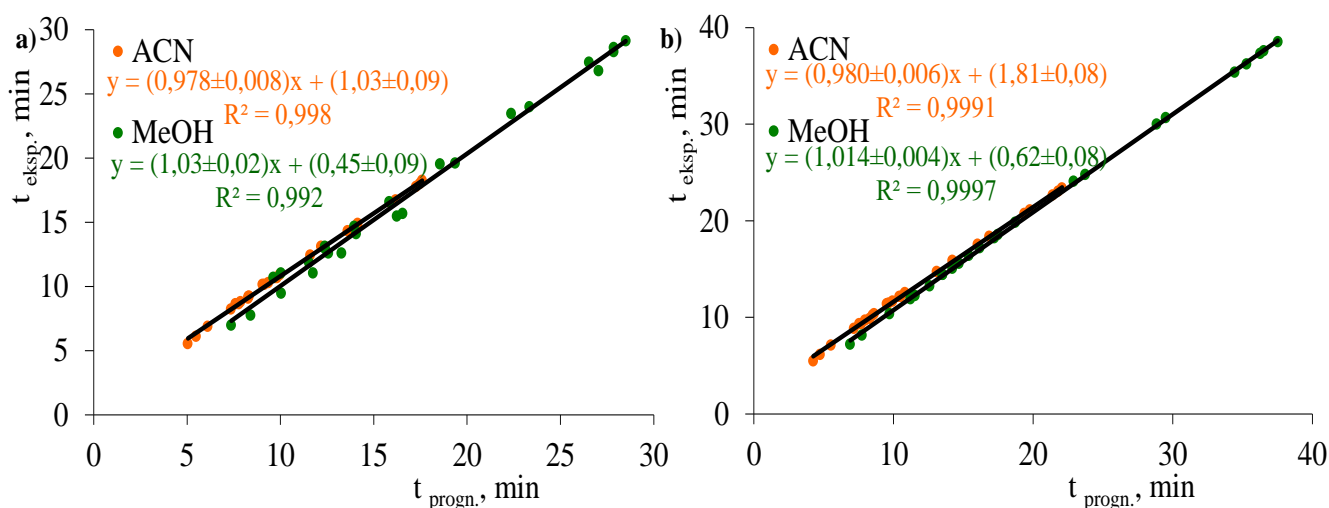 a)
ACN
y = (0,978±0,008)x + (1,03±0,09)
R² = 0,998
MeOH
y = (1,03±0,02)x + (0,45±0,09)
R² = 0,992
t eksp., min
30
25
20
15
10
5
0
0 5 10 15 20 25 30
t progn., min
b)
ACN
y = (0,980±0,006)x + (1,81±0,08)
R² = 0,9991
MeOH
y = (1,014±0,004)x + (0,62±0,08)
R² = 0,9997
t eksp., min
40
30
20
10
0
0 10 20 30 40
t progn., min